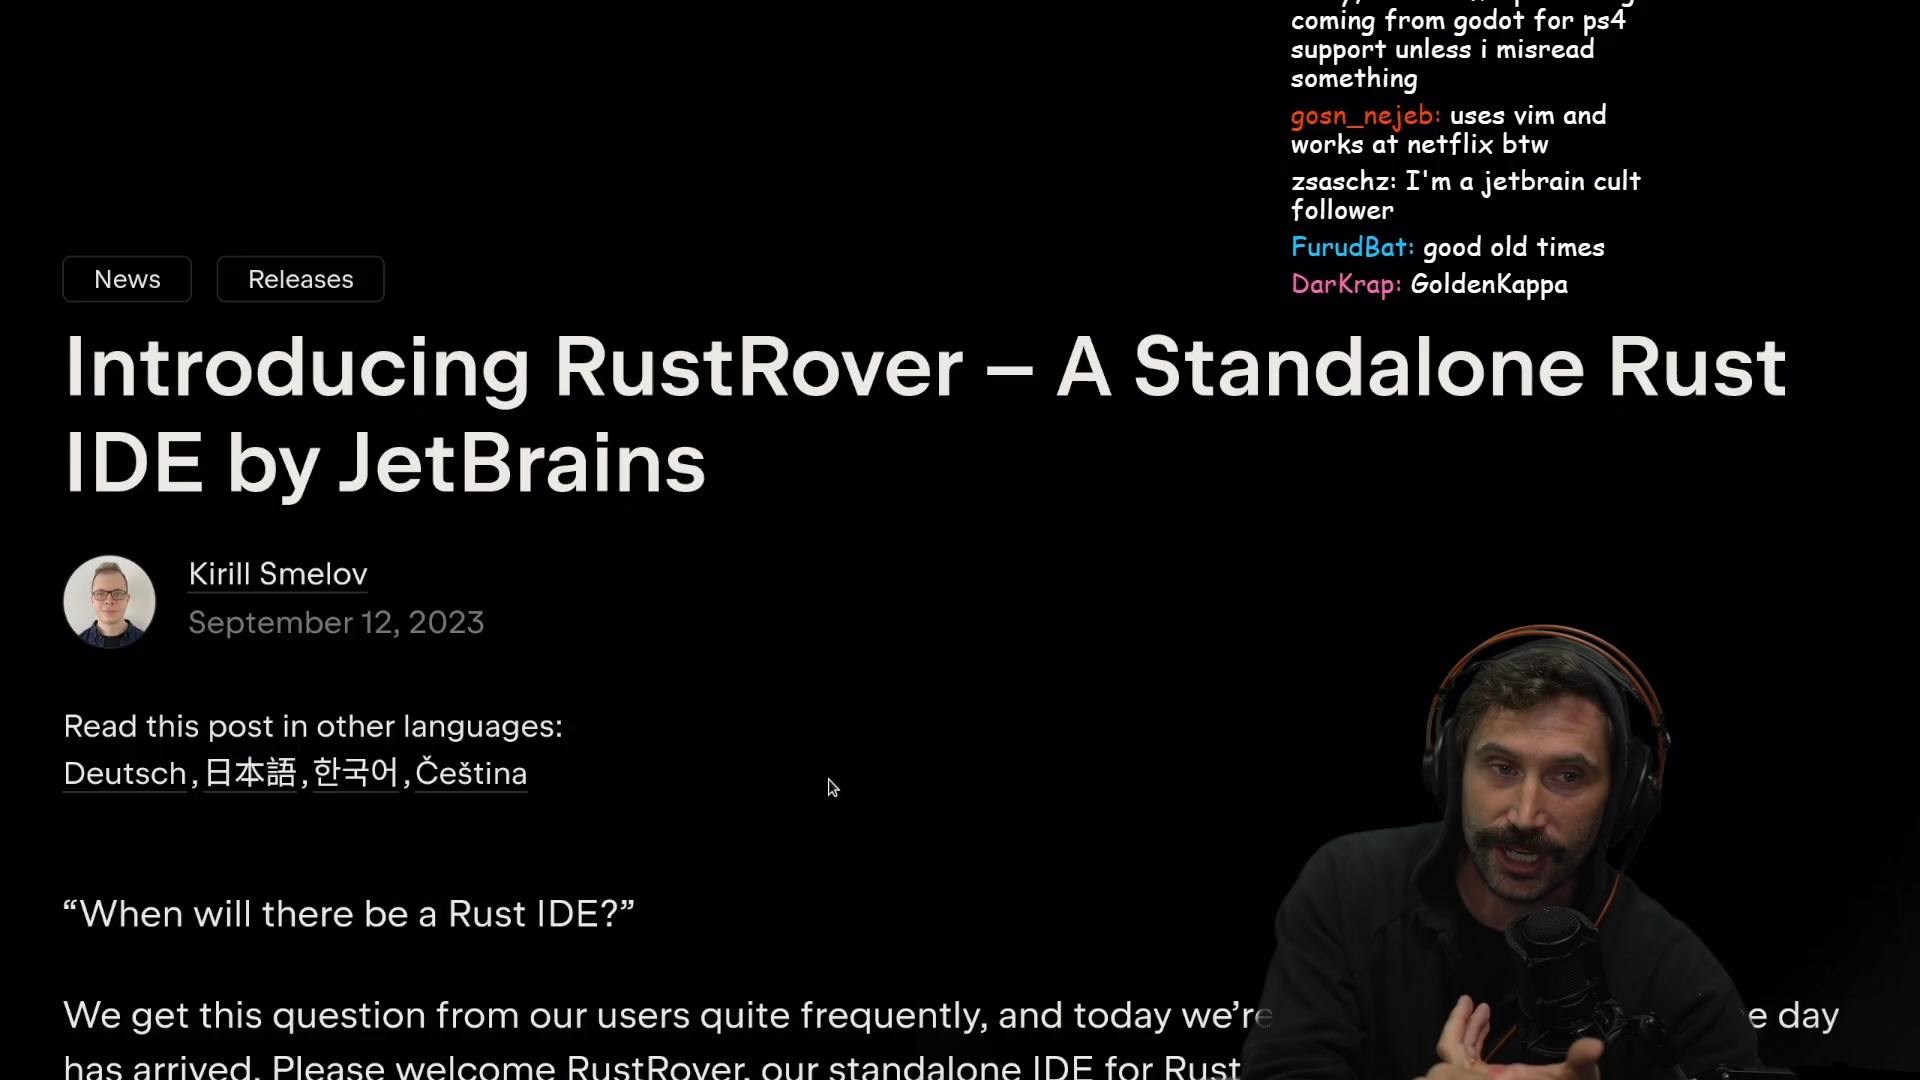 coming from godot for ps4
support unless i misread
something
gosn_nejeb: uses vim and
works at netflix btw
zsaschz: I'm a jetbrain cult
follower
FurudBat: good old times
DarKrap: GoldenKappa
News
Releases
Introducing RustRover – A Standalone Rust
IDE by JetBrains
Kirill Smelov
September 12, 2023
Read this post in other languages:
Deutsch, 日本語, 한국어, Čeština
“When will there be a Rust IDE?”
We get this question from our users quite frequently, and today we’re day
has arrived. Please welcome RustRover, our standalone IDE for Rust